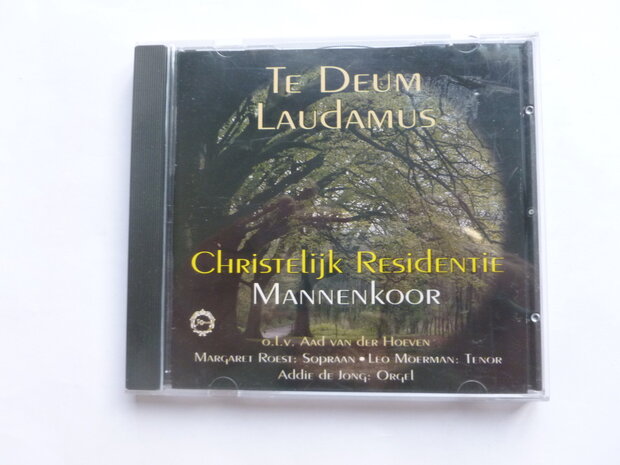 Te Deum
Laudamus
Christelijk Residentie
Mannenkoor
o.l.v. Aad van der Hoeven
Margaret Roest: Sopraan • Leo Moerman: Tenor
Addie de Jong: Orgel